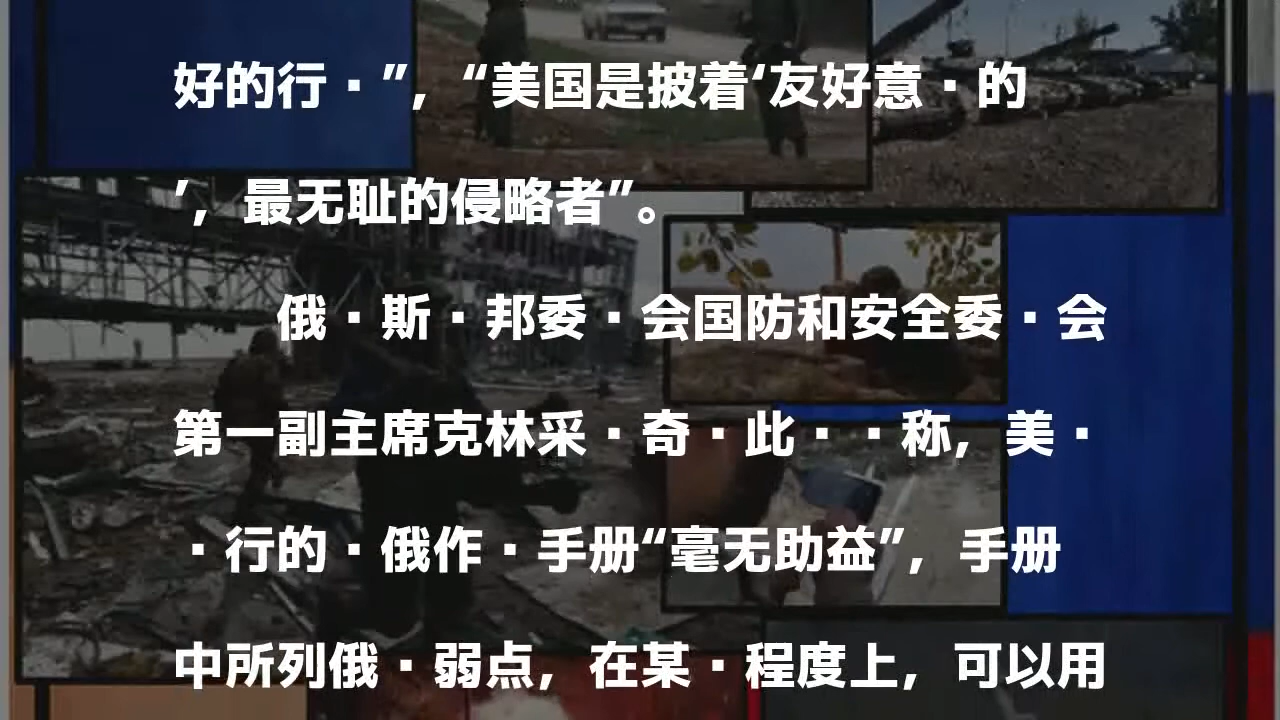 好的行·”，“美国是披着‘友好意·的
’，最无耻的侵略者”。
俄·斯·邦委·会国防和安全委·会
第一副主席克林采·奇·此··称，美·
·行的·俄作·手册“毫无助益”，手册
中所列俄·弱点，在某·程度上，可以用